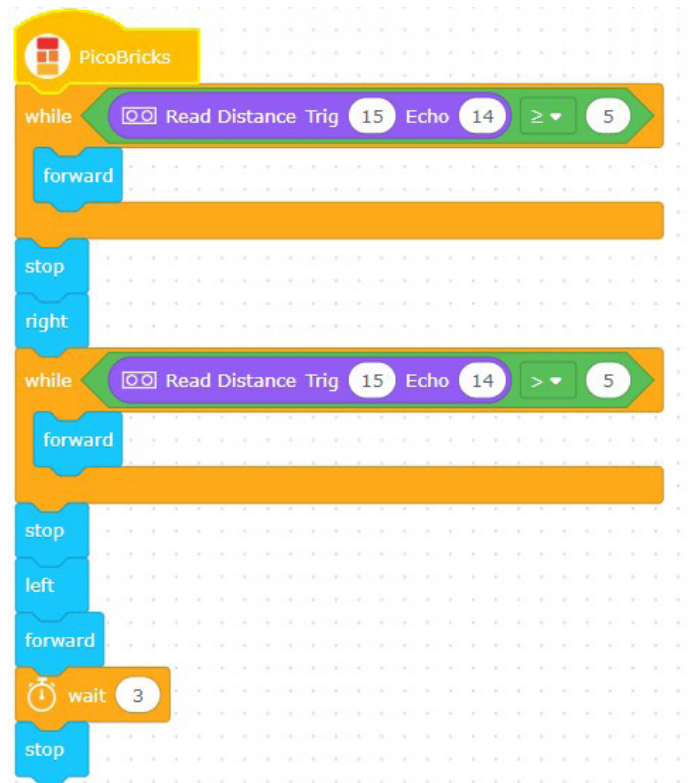 PicoBricks
while Read Distance Trig 15 Echo 14 ≥ 5
forward
stop
right
while Read Distance Trig 15 Echo 14 > 5
forward
stop
left
forward
wait 3
stop